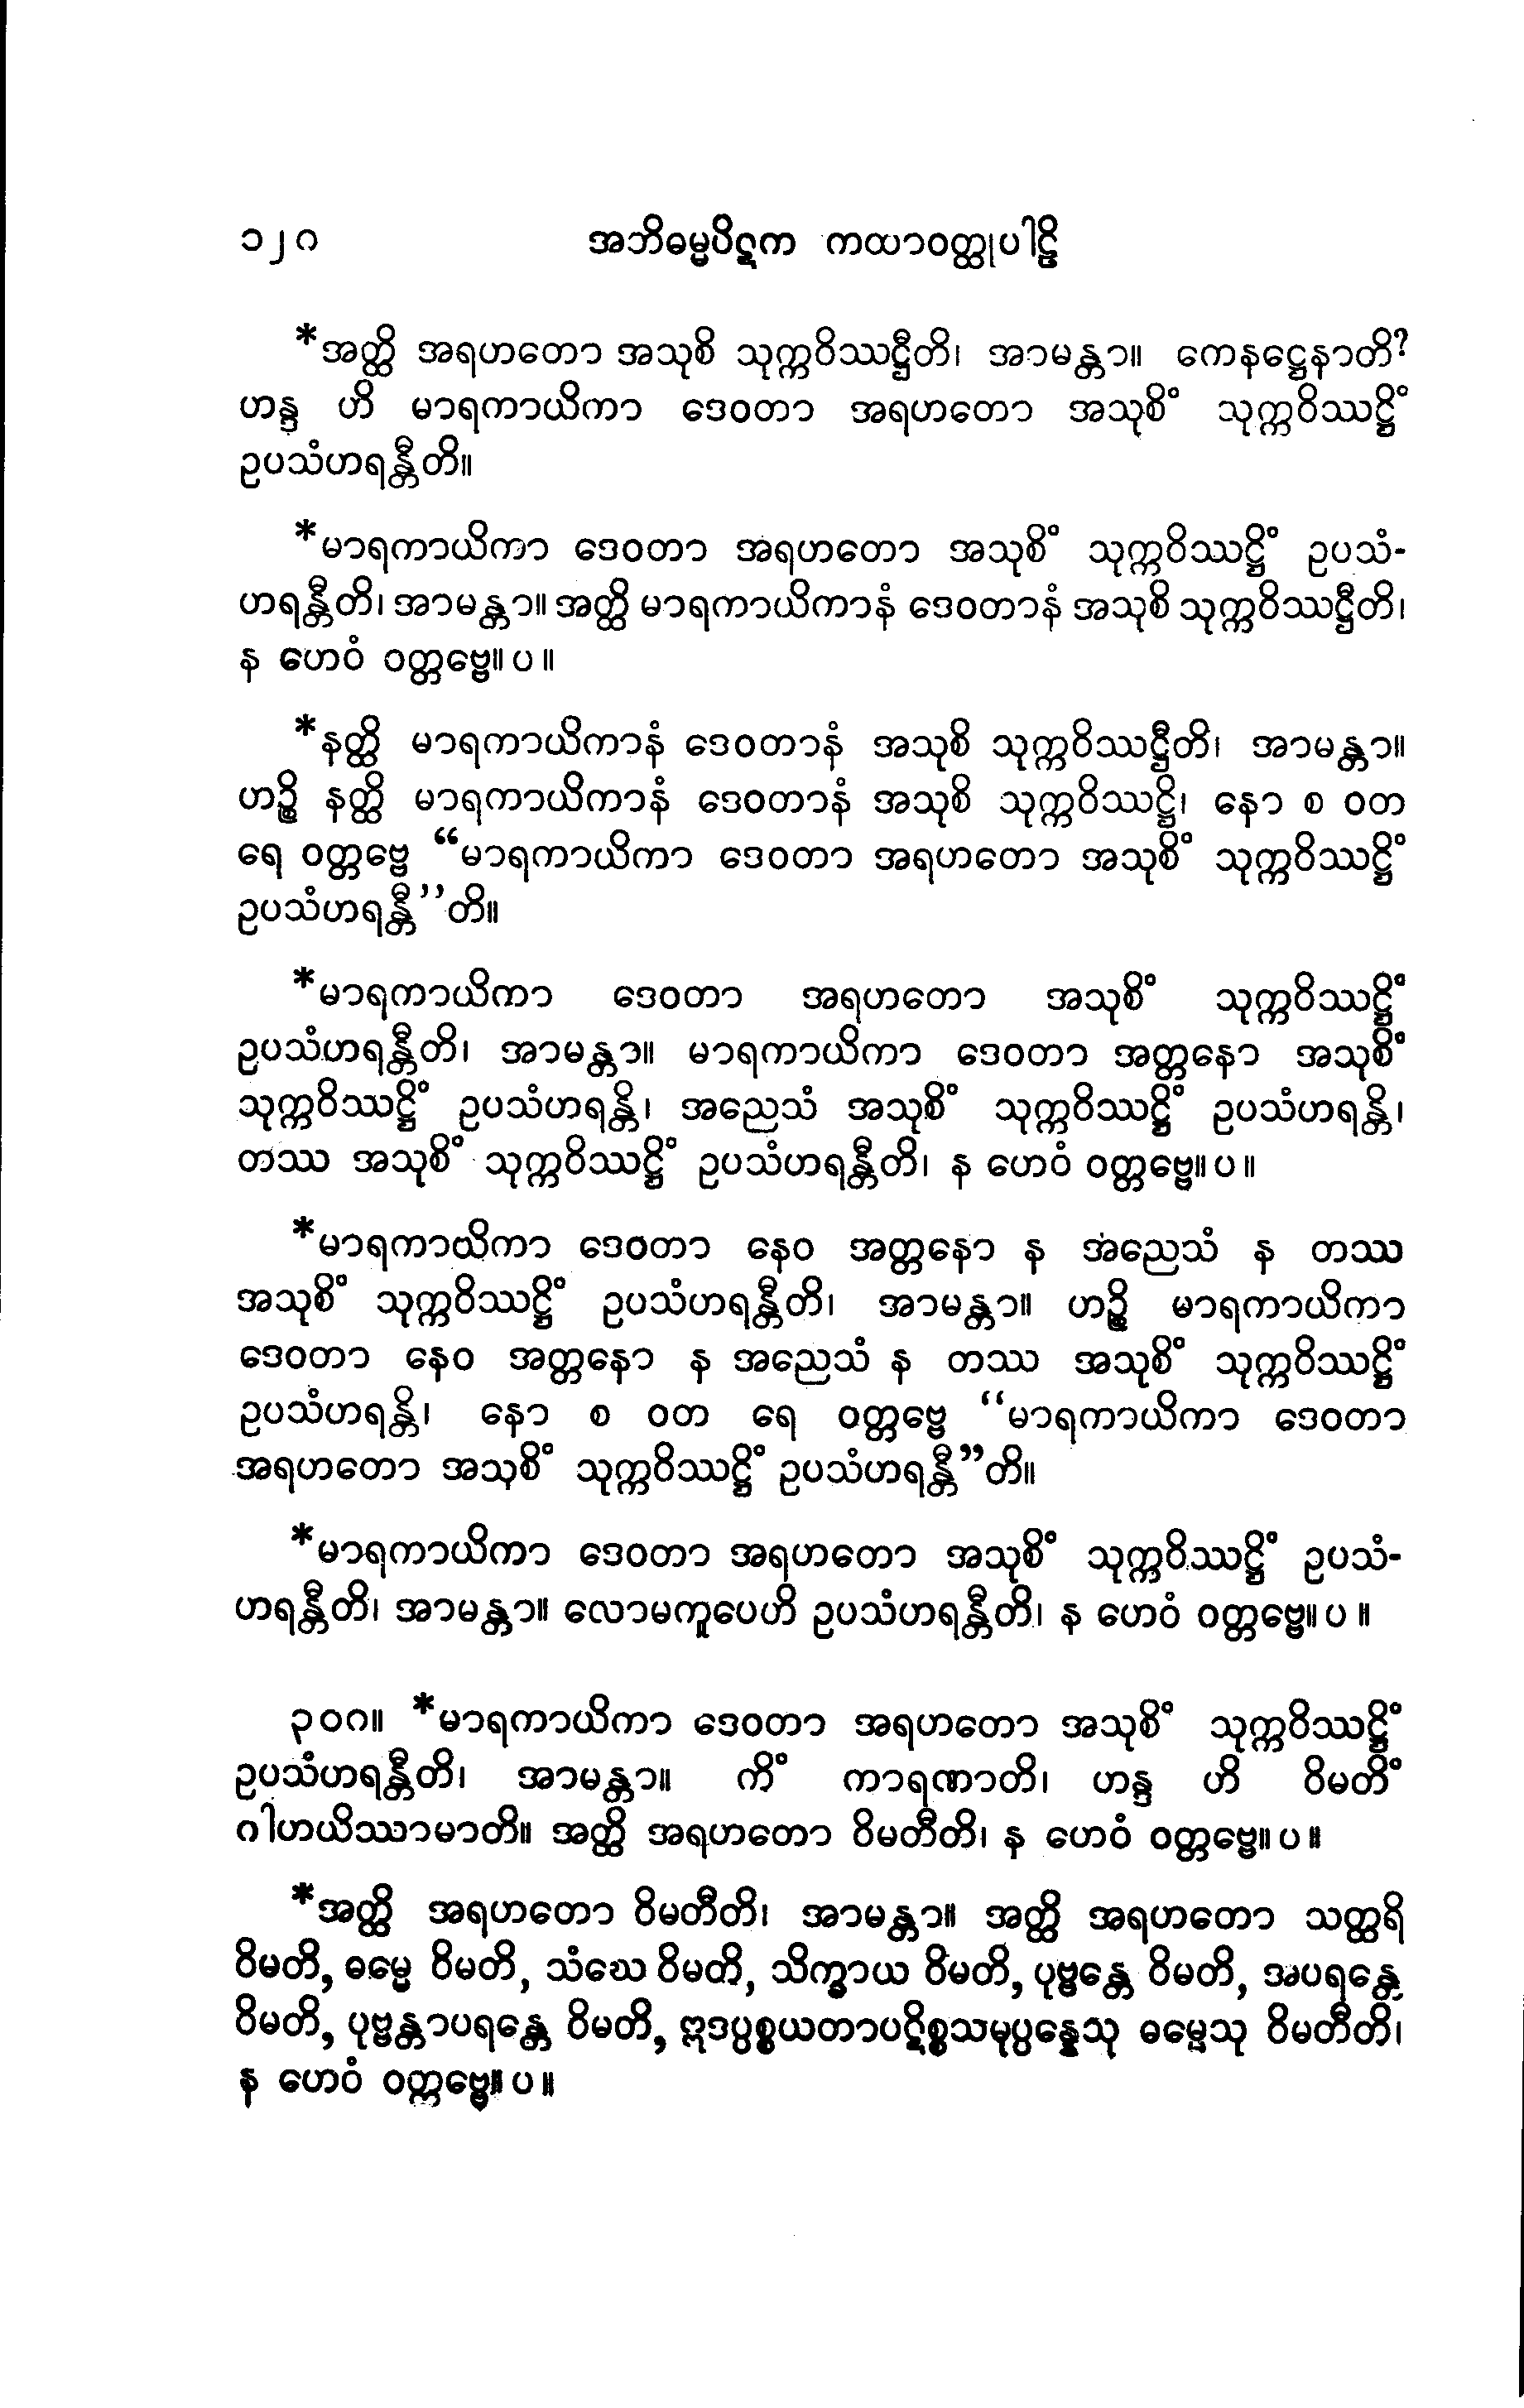 ၁၂၀ အဘိဓမ္မပိဋက ကထာဝတ္ထုပါဠိ
*အတ္ထိ အရဟတော အသုစိ သုက္ကဝိဿဋ္ဌီတိ၊ အာမန္တာ။ ကေနဋ္ဌေနာတိ?
ဟန္ဒ ဟိ မာရကာယိကာ ဒေဝတာ အရဟတော အသုစိံ သုက္ကဝိဿဋ္ဌိံ
ဥပသံဟရန္တီတိ။
*မာရကာယိကာ ဒေဝတာ အရဟတော အသုစိံ သုက္ကဝိဿဋ္ဌိံ ဥပသံ-
ဟရန္တီတိ၊ အာမန္တာ။ အတ္ထိ မာရကာယိကာနံ ဒေဝတာနံ အသုစိ သုက္ကဝိဿဋ္ဌီတိ၊
န ဟေဝံ ဝတ္တဗ္ဗေ။ ပ ။
*နတ္ထိ မာရကာယိကာနံ ဒေဝတာနံ အသုစိ သုက္ကဝိဿဋ္ဌီတိ၊ အာမန္တာ။
ဟဉ္စိ နတ္ထိ မာရကာယိကာနံ ဒေဝတာနံ အသုစိ သုက္ကဝိဿဋ္ဌိ၊ နော စ ဝတ
ရေ ဝတ္တဗ္ဗေ “မာရကာယိကာ ဒေဝတာ အရဟတော အသုစိံ သုက္ကဝိဿဋ္ဌိံ
ဥပသံဟရန္တီ”တိ။
*မာရကာယိကာ ဒေဝတာ အရဟတော အသုစိံ သုက္ကဝိဿဋ္ဌိံ
ဥပသံဟရန္တီတိ၊ အာမန္တာ။ မာရကာယိကာ ဒေဝတာ အတ္တနော အသုစိံ
သုက္ကဝိဿဋ္ဌိံ ဥပသံဟရန္တိ၊ အညေသံ အသုစိံ သုက္ကဝိဿဋ္ဌိံ ဥပသံဟရန္တိ၊
တဿ အသုစိံ သုက္ကဝိဿဋ္ဌိံ ဥပသံဟရန္တီတိ၊ န ဟေဝံ ဝတ္တဗ္ဗေ။ ပ ။
*မာရကာယိကာ ဒေဝတာ နေဝ အတ္တနော န အညေသံ န တဿ
အသုစိံ သုက္ကဝိဿဋ္ဌိံ ဥပသံဟရန္တီတိ၊ အာမန္တာ။ ဟဉ္စိ မာရကာယိကာ
ဒေဝတာ နေဝ အတ္တနော န အညေသံ န တဿ အသုစိံ သုက္ကဝိဿဋ္ဌိံ
ဥပသံဟရန္တိ၊ နော စ ဝတ ရေ ဝတ္တဗ္ဗေ “မာရကာယိကာ ဒေဝတာ
အရဟတော အသုစိံ သုက္ကဝိဿဋ္ဌိံ ဥပသံဟရန္တီ”တိ။
*မာရကာယိကာ ဒေဝတာ အရဟတော အသုစိံ သုက္ကဝိဿဋ္ဌိံ ဥပသံ-
ဟရန္တီတိ၊ အာမန္တာ။ လောမကူပေဟိ ဥပသံဟရန္တီတိ၊ န ဟေဝံ ဝတ္တဗ္ဗေ။ ပ ။
၃၀၈။ *မာရကာယိကာ ဒေဝတာ အရဟတော အသုစိံ သုက္ကဝိဿဋ္ဌိံ
ဥပသံဟရန္တီတိ၊ အာမန္တာ။ ကိံ ကာရဏာတိ၊ ဟန္ဒ ဟိ ဝိမတိံ
ဂါဟယိဿာမာတိ။ အတ္ထိ အရဟတော ဝိမတီတိ၊ န ဟေဝံ ဝတ္တဗ္ဗေ။ ပ ။
*အတ္ထိ အရဟတော ဝိမတီတိ၊ အာမန္တာ။ အတ္ထိ အရဟတော သတ္ထရိ
ဝိမတိ, ဓမ္မေ ဝိမတိ, သံဃေ ဝိမတိ, သိက္ခာယ ဝိမတိ, ပုဗ္ဗန္တေ ဝိမတိ, အပရန္တေ
ဝိမတိ, ပုဗ္ဗန္တာပရန္တေ ဝိမတိ, ဣဒပ္ပစ္စယတာပဋိစ္စသမုပ္ပန္နေသု ဓမ္မေသု ဝိမတီတိ၊
န ဟေဝံ ဝတ္တဗ္ဗေ။ ပ ။